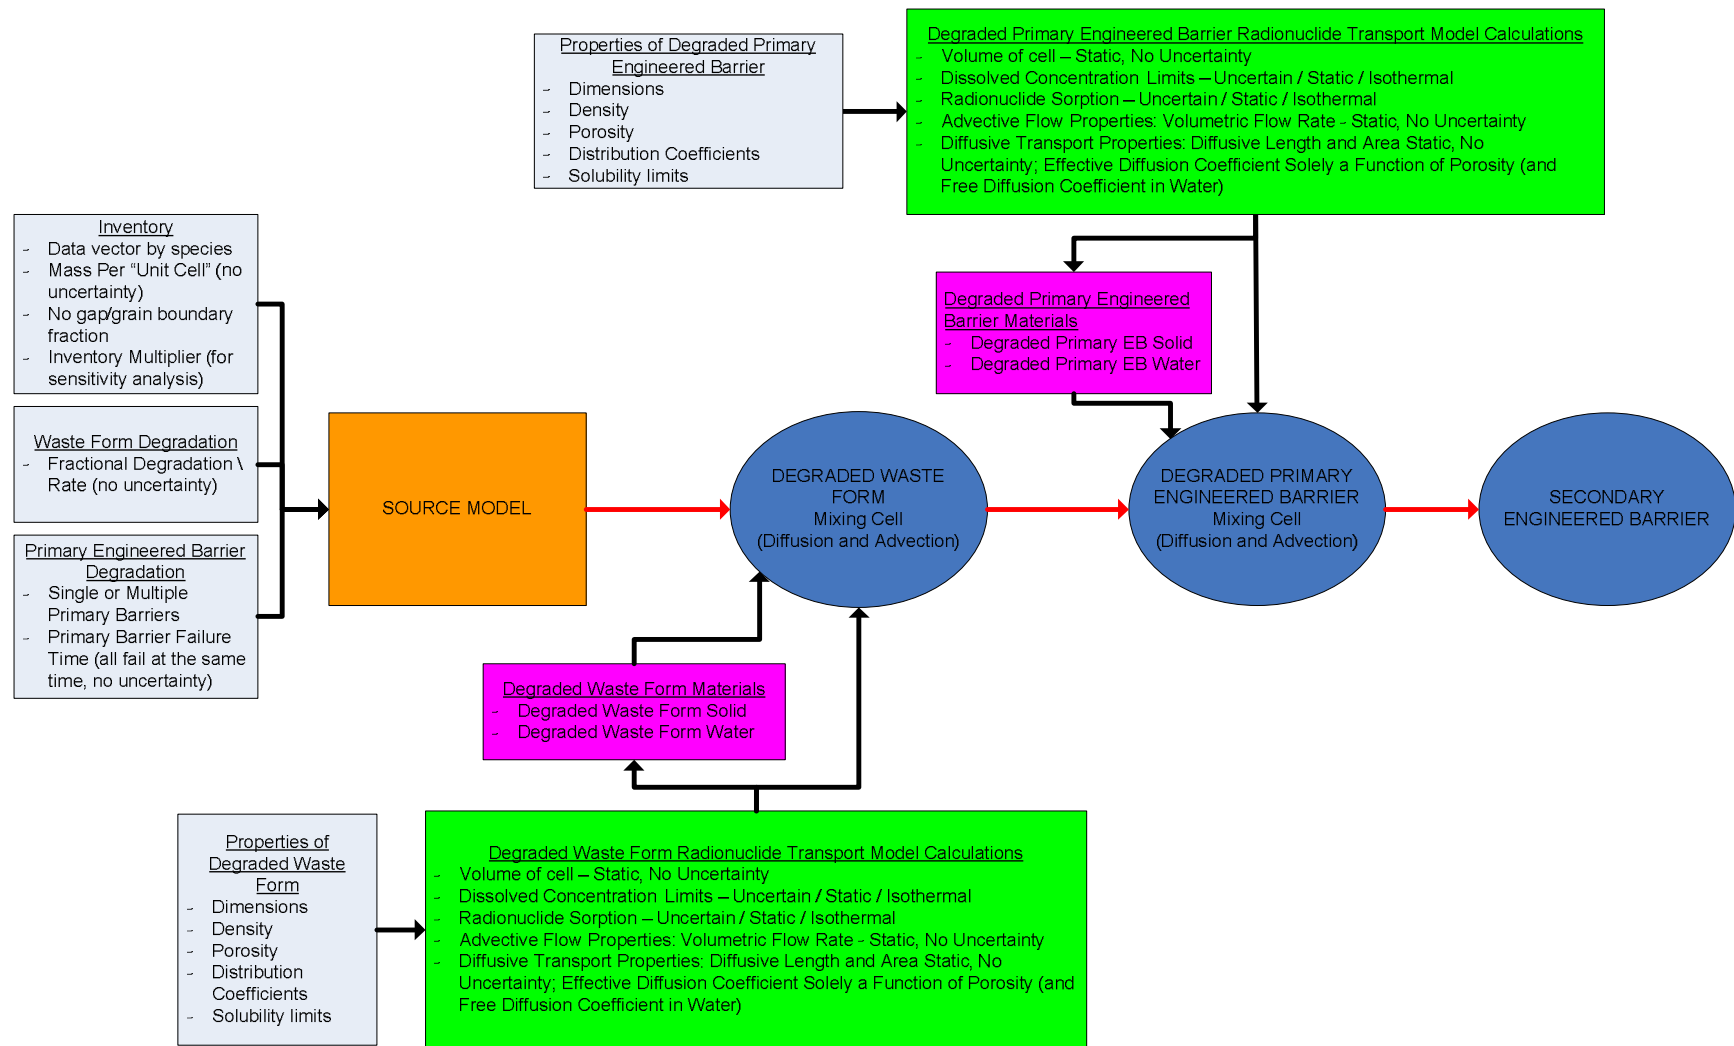 Properties of Degraded Primary
Engineered Barrier
- Dimensions
- Density
- Porosity
- Distribution Coefficients
- Solubility limits
Degraded Primary Engineered Barrier Radionuclide Transport Model Calculations
- Volume of cell – Static, No Uncertainty
- Dissolved Concentration Limits – Uncertain / Static / Isothermal
- Radionuclide Sorption – Uncertain / Static / Isothermal
- Advective Flow Properties: Volumetric Flow Rate - Static, No Uncertainty
- Diffusive Transport Properties: Diffusive Length and Area Static, No
Uncertainty; Effective Diffusion Coefficient Solely a Function of Porosity (and
Free Diffusion Coefficient in Water)
Inventory
- Data vector by species
- Mass Per “Unit Cell” (no
uncertainty)
- No gap/grain boundary
fraction
- Inventory Multiplier (for
sensitivity analysis)
Degraded Primary Engineered
Barrier Materials
- Degraded Primary EB Solid
- Degraded Primary EB Water
Waste Form Degradation
- Fractional Degradation \
Rate (no uncertainty)
Primary Engineered Barrier
Degradation
- Single or Multiple
Primary Barriers
- Primary Barrier Failure
Time (all fail at the same
time, no uncertainty)
SOURCE MODEL
DEGRADED WASTE
FORM
Mixing Cell
(Diffusion and Advection)
DEGRADED PRIMARY
ENGINEERED BARRIER
Mixing Cell
(Diffusion and Advection)
SECONDARY
ENGINEERED BARRIER
Degraded Waste Form Materials
- Degraded Waste Form Solid
- Degraded Waste Form Water
Properties of
Degraded Waste
Form
- Dimensions
- Density
- Porosity
- Distribution
Coefficients
- Solubility limits
Degraded Waste Form Radionuclide Transport Model Calculations
- Volume of cell – Static, No Uncertainty
- Dissolved Concentration Limits – Uncertain / Static / Isothermal
- Radionuclide Sorption – Uncertain / Static / Isothermal
- Advective Flow Properties: Volumetric Flow Rate - Static, No Uncertainty
- Diffusive Transport Properties: Diffusive Length and Area Static, No
Uncertainty; Effective Diffusion Coefficient Solely a Function of Porosity (and
Free Diffusion Coefficient in Water)